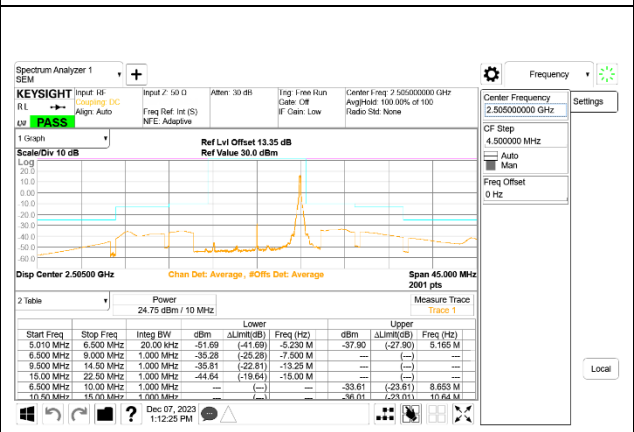 Spectrum Analyzer 1
SEM
Frequency
KEYSIGHT Input: RF Input Z: 50 Ω Atten: 30 dB Trig: Free Run Center Freq: 2.505000000 GHz
RL Coupling: DC Gate: Off Avg|Hold: 100.00% of 100
Align: Auto Freq Ref: Int (S) IF Gain: Low Radio Std: None
PASS NFE: Adaptive
Center Frequency
2.505000000 GHz
Settings
CF Step
4.500000 MHz
Auto
Man
Freq Offset
0 Hz
1 Graph
Ref Lvl Offset 13.35 dB
Scale/Div 10 dB Ref Value 30.0 dBm
Log
20.0
10.0
0.00
-10.0
-20.0
-30.0
-40.0
-50.0
-60.0
Disp Center 2.50500 GHz Chan Det: Average, #Offs Det: Average Span 45.000 MHz
2001 pts
2 Table Power Measure Trace
24.75 dBm / 10 MHz Trace 1
Lower Upper
Start Freq Stop Freq Integ BW dBm ΔLimit(dB) Freq (Hz) dBm ΔLimit(dB) Freq (Hz)
5.010 MHz 6.500 MHz 20.00 kHz -51.69 (-41.69) -5.230 M -37.90 (-27.90) 5.165 M
6.500 MHz 9.000 MHz 1.000 MHz -35.28 (-25.28) -7.500 M --- (---) ---
9.500 MHz 14.50 MHz 1.000 MHz -35.81 (-22.81) -13.25 M --- (---) ---
15.00 MHz 22.50 MHz 1.000 MHz -44.64 (-19.64) -15.00 M --- (---) ---
6.500 MHz 10.00 MHz 1.000 MHz --- (---) --- -33.61 (-23.61) 8.653 M
10.50 MHz 15.00 MHz 1.000 MHz --- (---) --- -36.01 (-23.01) 10.64 M
Local
? Dec 07, 2023
1:12:25 PM